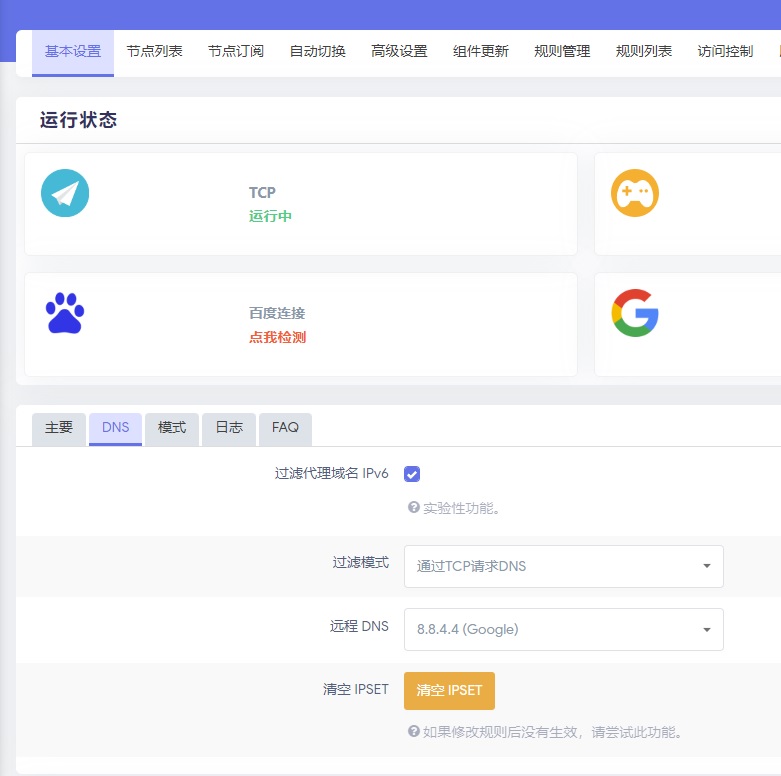 基本设置 节点列表 节点订阅 自动切换 高级设置 组件更新 规则管理 规则列表 访问控制
运行状态
TCP
运行中
百度连接
点我检测
主要 DNS 模式 日志 FAQ
过滤代理域名 IPv6
实验性功能。
过滤模式 通过TCP请求DNS
远程 DNS 8.8.4.4 (Google)
清空 IPSET 清空 IPSET
如果修改规则后没有生效，请尝试此功能。